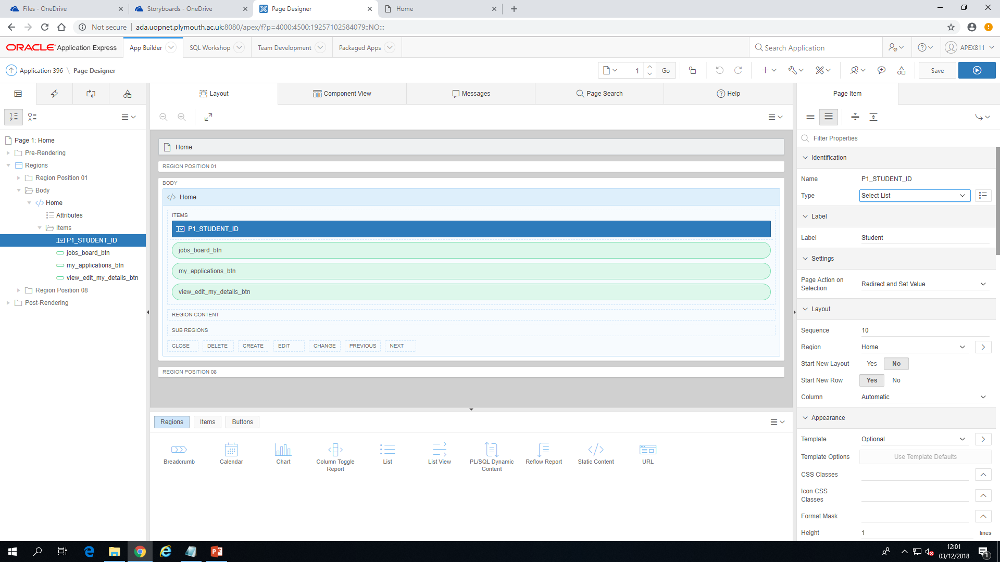 Files - OneDrive
Storyboards - OneDrive
Page Designer
Home
Not secure
ada.uopnet.plymouth.ac.uk:8080/apex/f?p=4000:4500:19257102584079::NO:::
ORACLE Application Express
App Builder
SQL Workshop
Team Development
Packaged Apps
Search Application
APEX811
Application 396 \ Page Designer
1
Go
Save
Layout
Component View
Messages
Page Search
Help
Page Item
Page 1: Home
Pre-Rendering
Regions
Region Position 01
Body
Home
Attributes
Items
P1_STUDENT_ID
jobs_board_btn
my_applications_btn
view_edit_my_details_btn
Region Position 08
Post-Rendering
Home
REGION POSITION 01
BODY
Home
ITEMS
P1_STUDENT_ID
jobs_board_btn
my_applications_btn
view_edit_my_details_btn
REGION CONTENT
SUB REGIONS
CLOSE DELETE CREATE EDIT CHANGE PREVIOUS NEXT
REGION POSITION 08
Regions Items Buttons
Breadcrumb
Calendar
Chart
Column Toggle
Report
List
List View
PL/SQL Dynamic
Content
Reflow Report
Static Content
URL
Filter Properties
Identification
Name P1_STUDENT_ID
Type Select List
Label
Label Student
Settings
Page Action on
Selection
Redirect and Set Value
Layout
Sequence 10
Region Home
Start New Layout Yes No
Start New Row Yes No
Column Automatic
Appearance
Template Optional
Template Options Use Template Defaults
CSS Classes
Icon CSS
Classes
Format Mask
Height 1 lines
12:01
03/12/2018
1